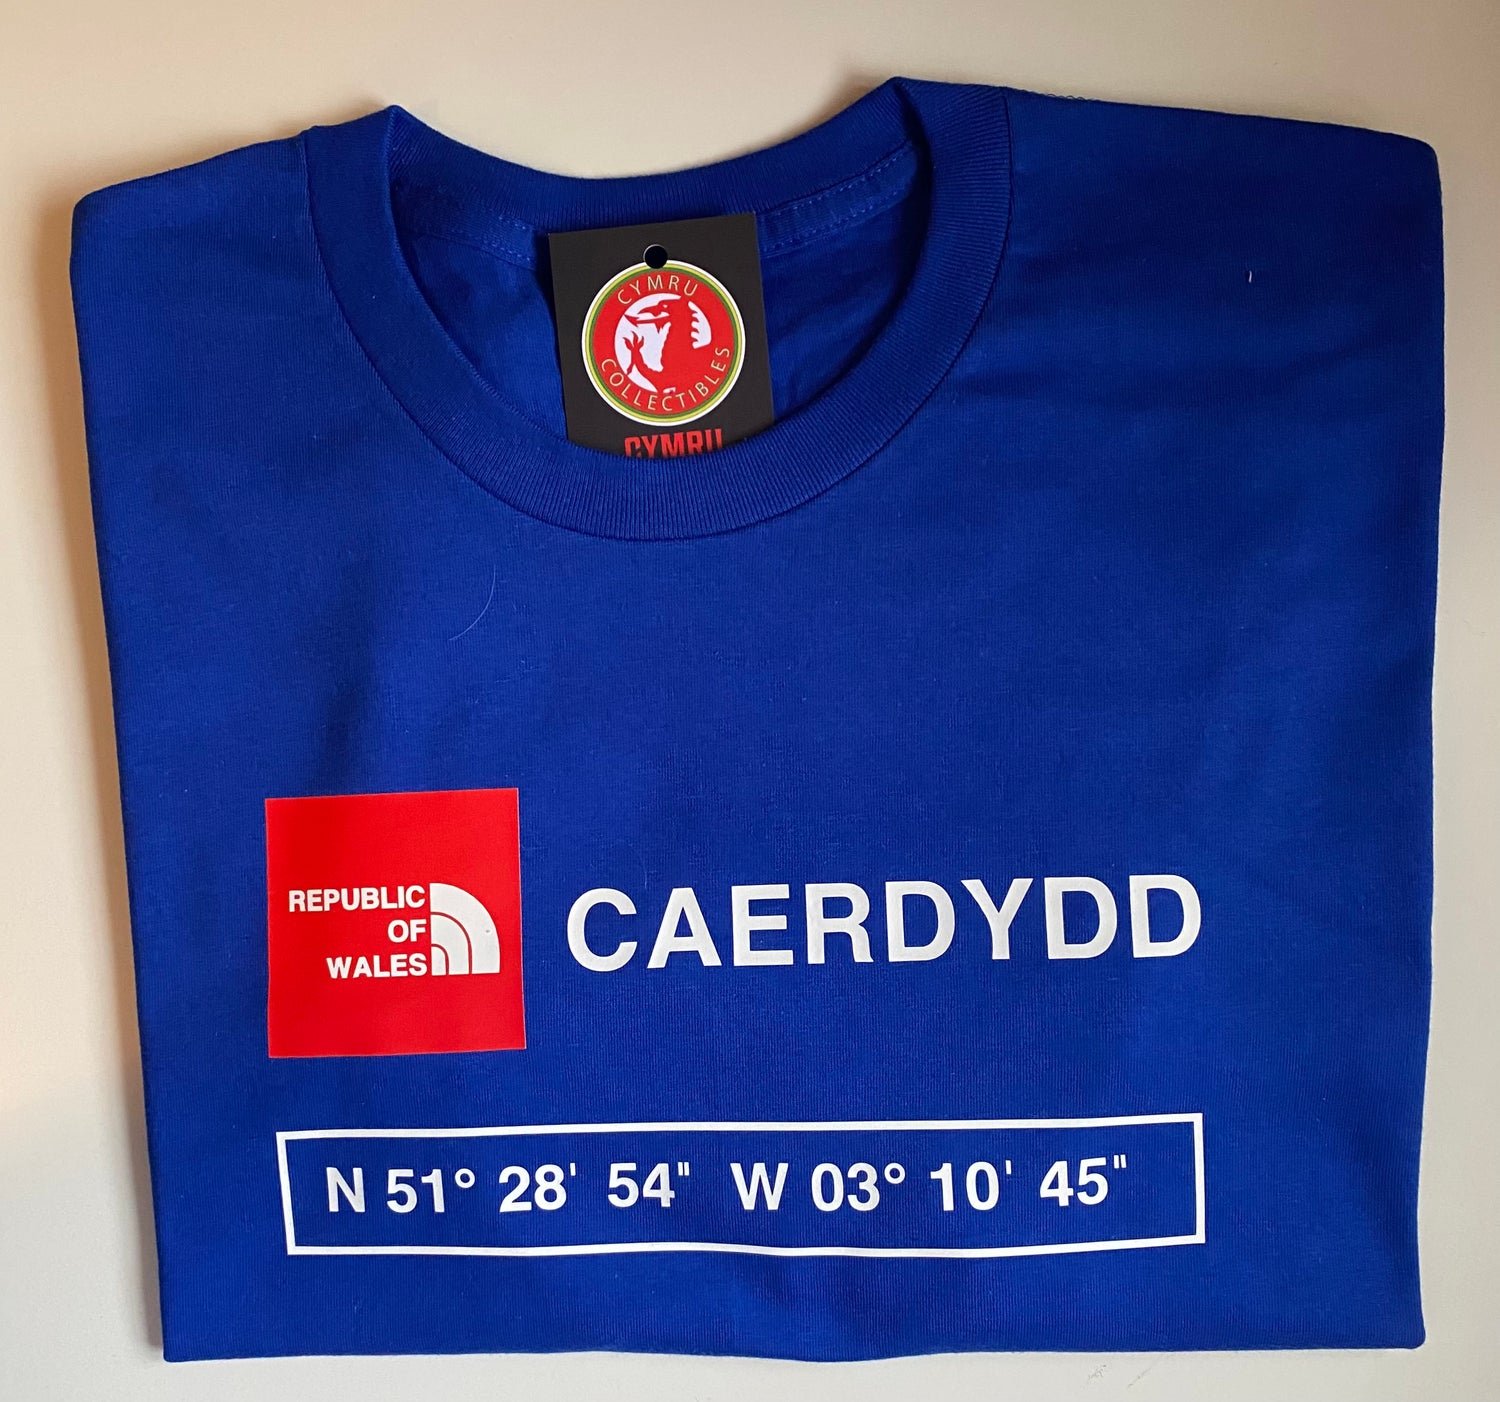 CYMRU
COLLECTIBLES
CYMRU
REPUBLIC
OF
WALES
CAERDYDD
N 51° 28' 54" W 03° 10' 45"